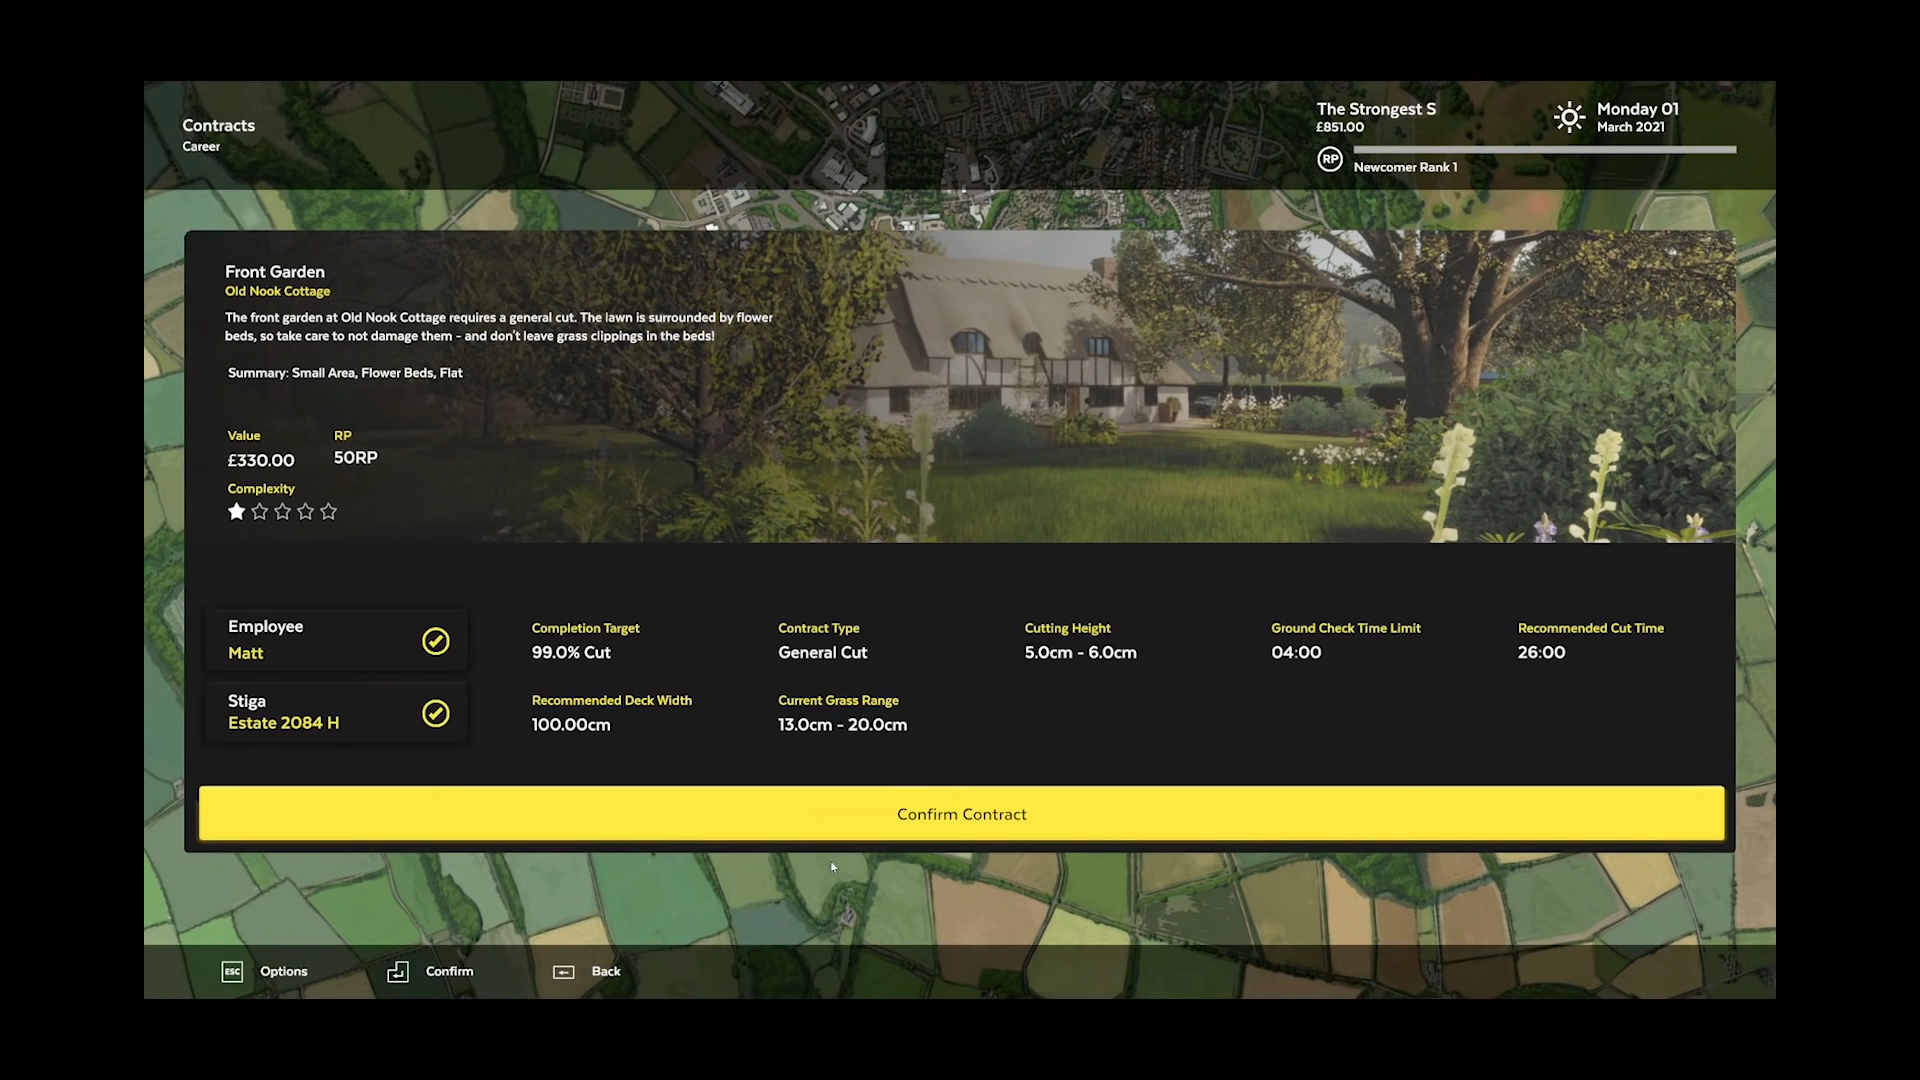 Contracts
Career
The Strongest S
£851.00
Monday 01
March 2021
RP
Newcomer Rank 1
Front Garden
Old Nook Cottage
The front garden at Old Nook Cottage requires a general cut. The lawn is surrounded by flower
beds, so take care to not damage them - and don't leave grass clippings in the beds!
Summary: Small Area, Flower Beds, Flat
Value
£330.00
RP
50RP
Complexity
Employee
Matt
Completion Target
99.0% Cut
Contract Type
General Cut
Cutting Height
5.0cm - 6.0cm
Ground Check Time Limit
04:00
Recommended Cut Time
26:00
Stiga
Estate 2084 H
Recommended Deck Width
100.00cm
Current Grass Range
13.0cm - 20.0cm
Confirm Contract
ESC Options
Confirm
Back